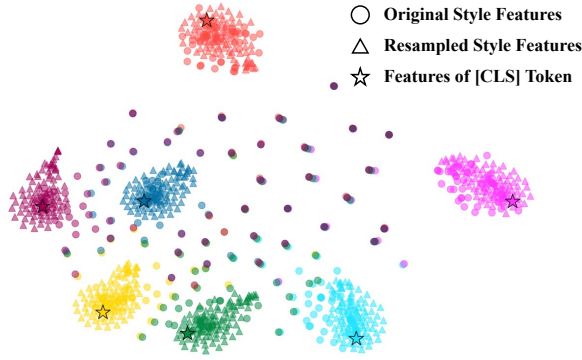 Original Style Features
Resampled Style Features
Features of [CLS] Token